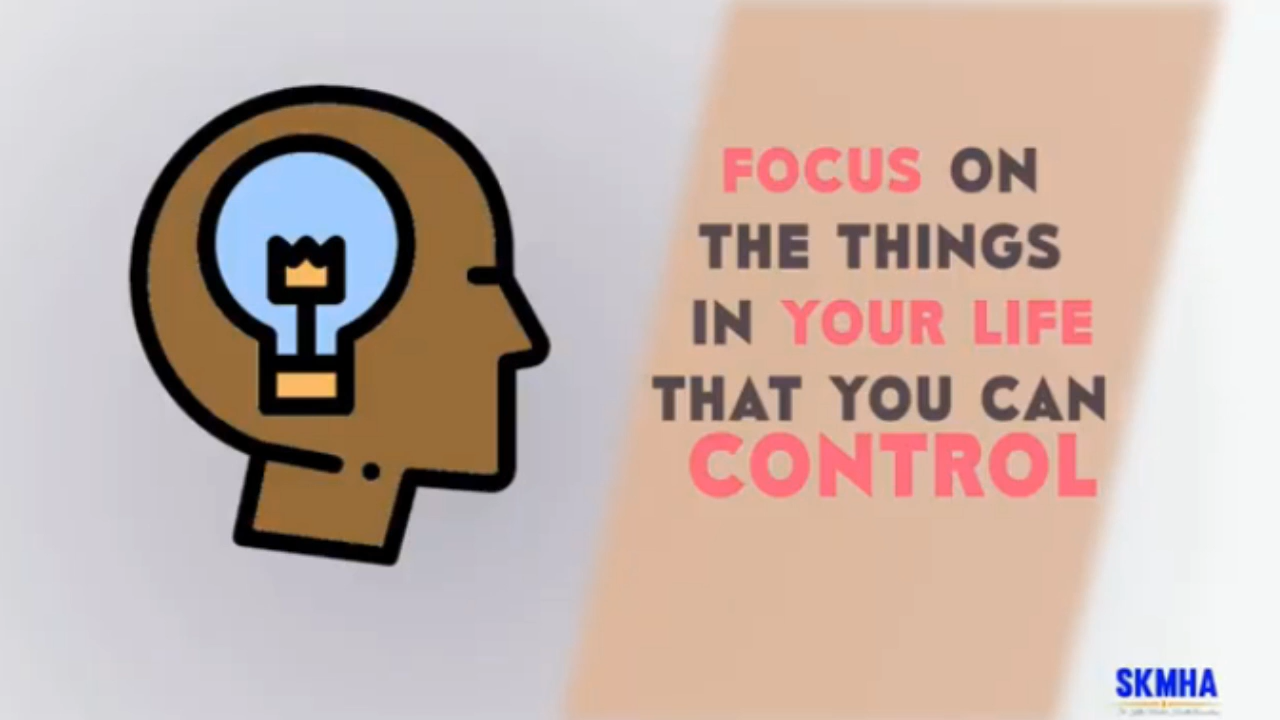 FOCUS ON
THE THINGS
IN YOUR LIFE
THAT YOU CAN
CONTROL
SKMHA